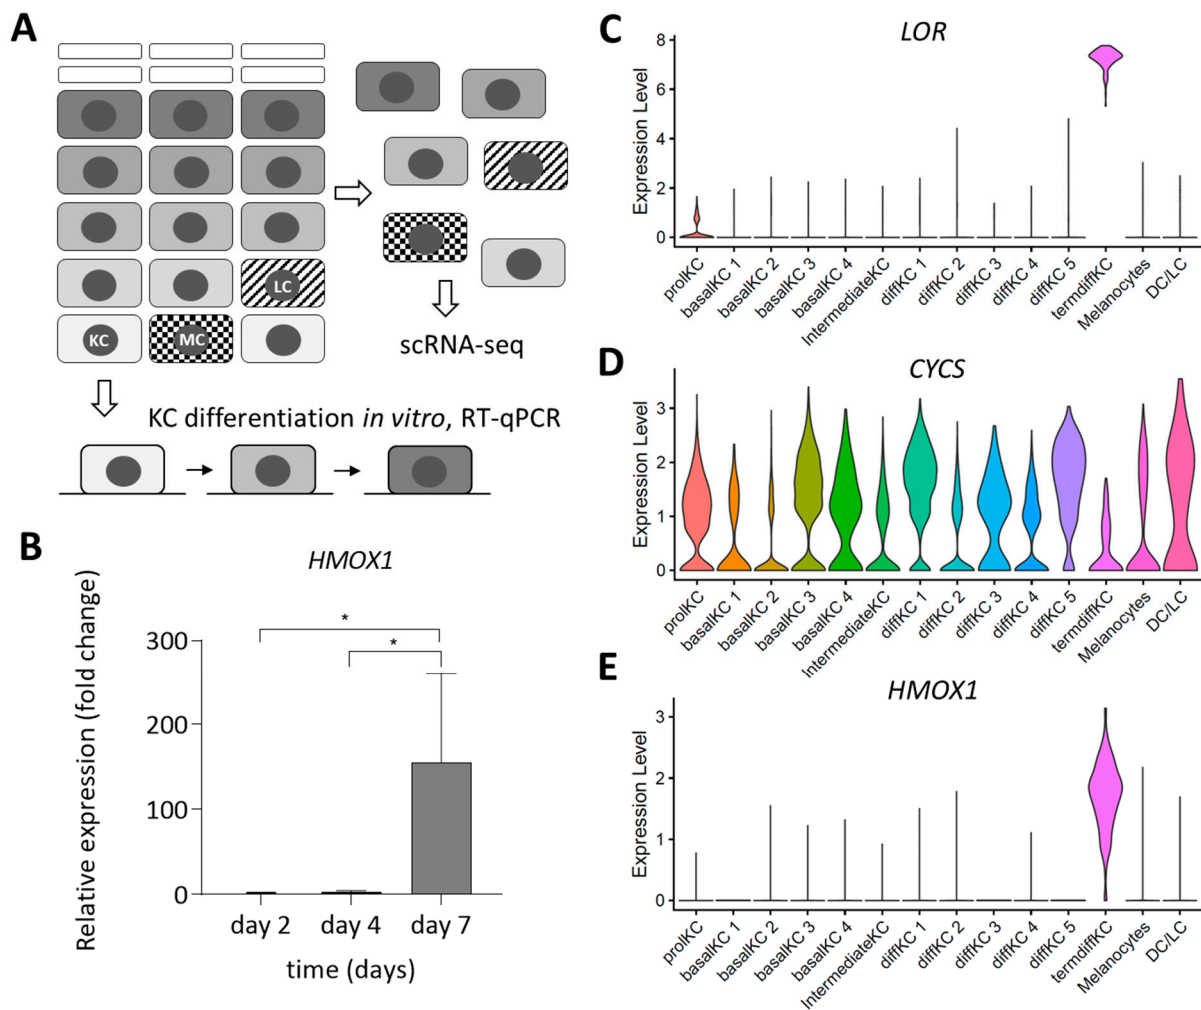 A
LC
KC
MC
scRNA-seq
KC differentiation in vitro, RT-qPCR
B
HMOX1
Relative expression (fold change)
300
200
100
0
*
*
day 2
day 4
day 7
time (days)
C
LOR
Expression Level
8
6
4
2
0
prolKC
basalKC 1
basalKC 2
basalKC 3
basalKC 4
IntermediateKC
diffKC 1
diffKC 2
diffKC 3
diffKC 4
diffKC 5
termdiffKC
Melanocytes
DC/LC
D
CYCS
Expression Level
3
2
1
0
prolKC
basalKC 1
basalKC 2
basalKC 3
basalKC 4
IntermediateKC
diffKC 1
diffKC 2
diffKC 3
diffKC 4
diffKC 5
termdiffKC
Melanocytes
DC/LC
E
HMOX1
Expression Level
3
2
1
0
prolKC
basalKC 1
basalKC 2
basalKC 3
basalKC 4
IntermediateKC
diffKC 1
diffKC 2
diffKC 3
diffKC 4
diffKC 5
termdiffKC
Melanocytes
DC/LC